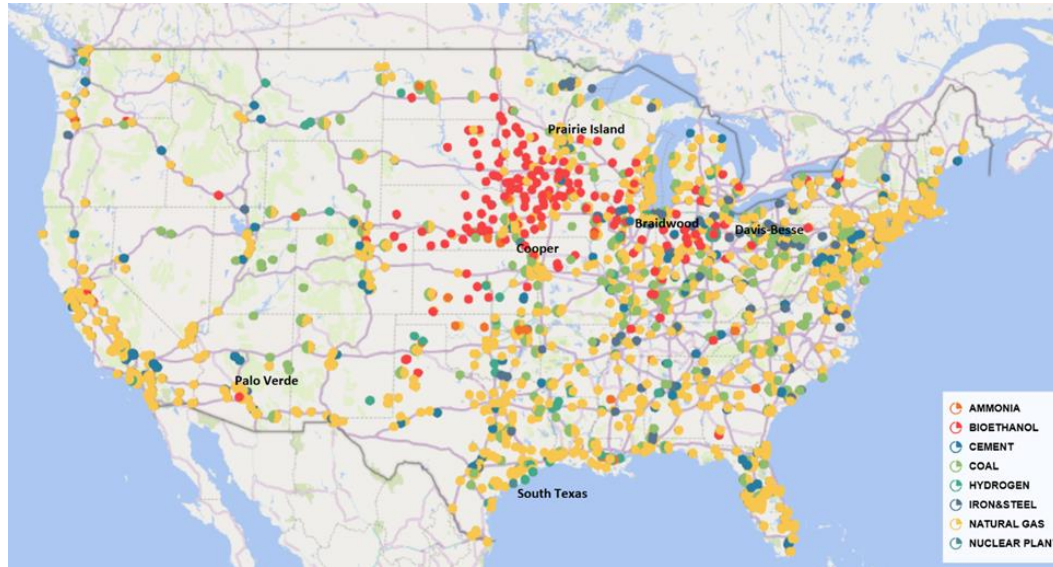 Prairie Island
Braidwood
Davis-Besse
Cooper
Palo Verde
South Texas
AMMONIA
BIOETHANOL
CEMENT
COAL
HYDROGEN
IRON&STEEL
NATURAL GAS
NUCLEAR PLAN